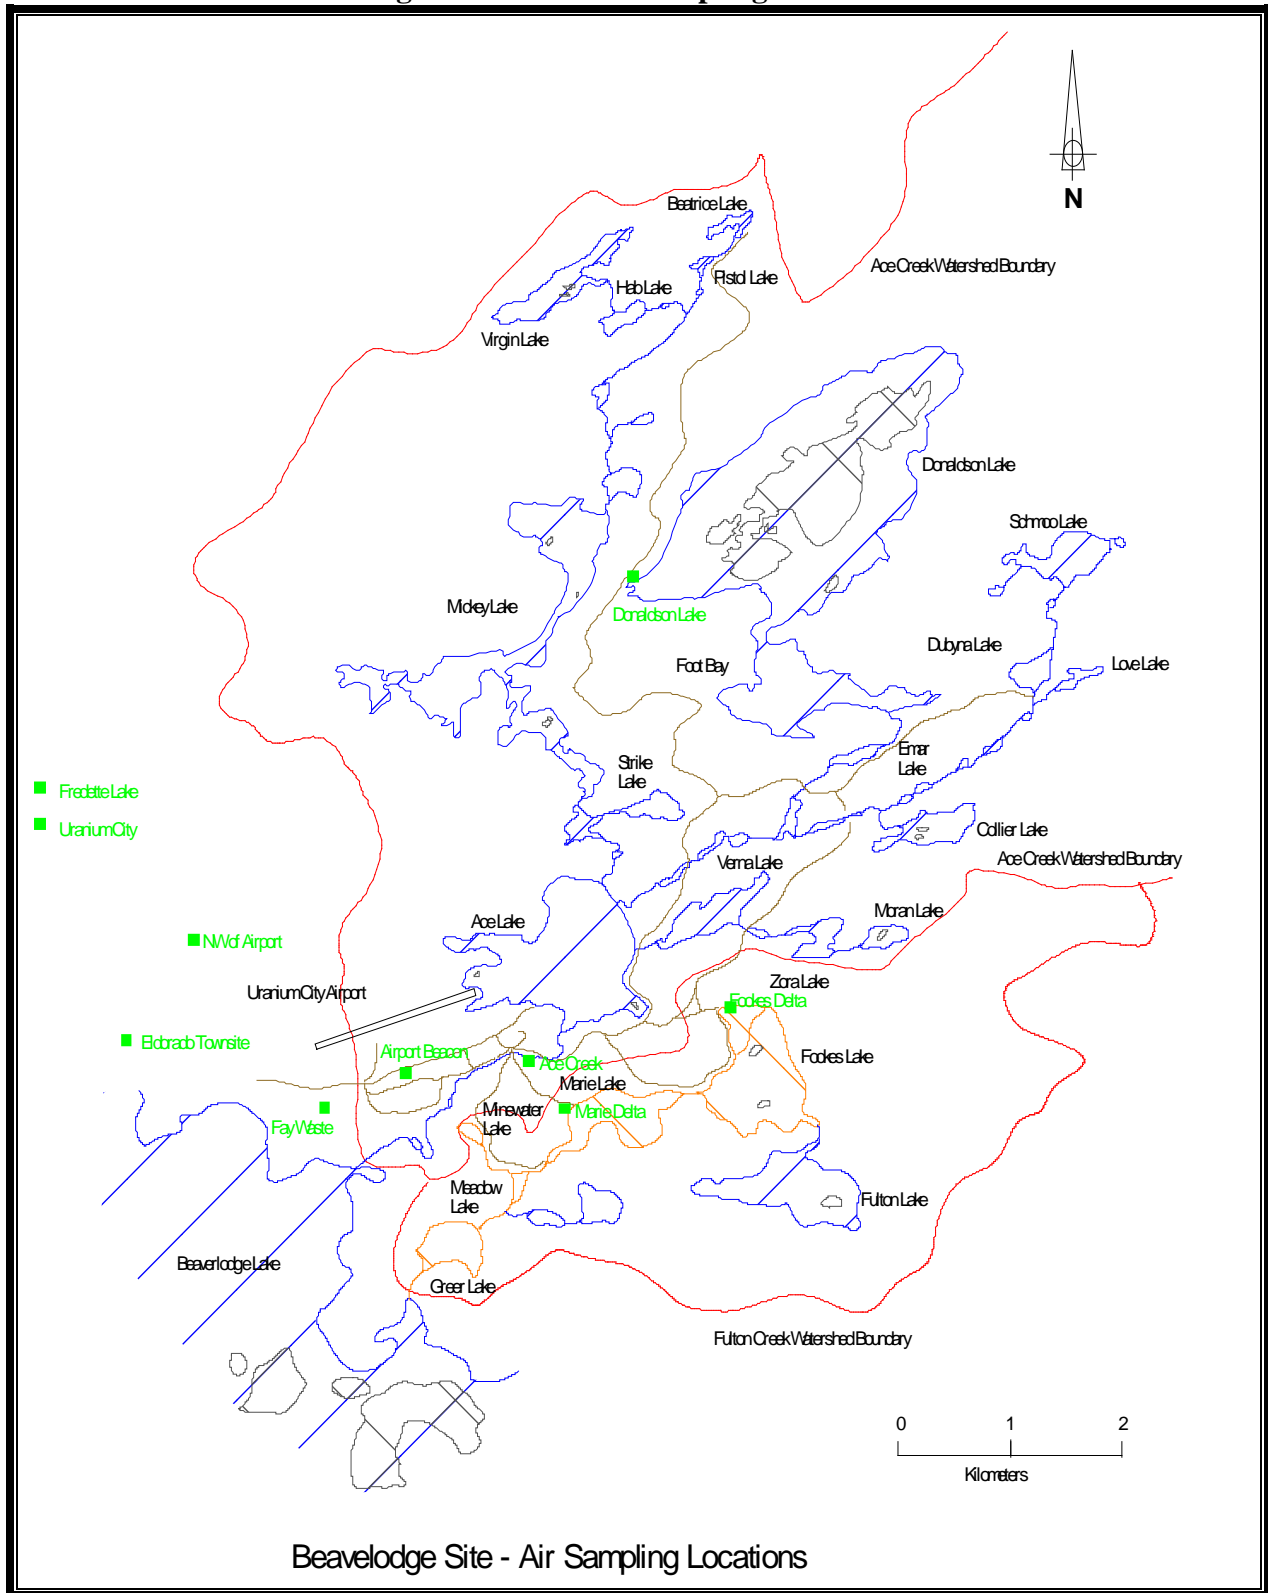 N
Beatrice Lake
Ace Creek Watershed Boundary
Pistol Lake
Hab Lake
Virgin Lake
Donaldson Lake
Schmoo Lake
Mickey Lake
Donaldson Lake
Dubyna Lake
Foot Bay
Love Lake
Emar
Lake
Strike
Lake
Fredette Lake
Uranium City
Collier Lake
Verna Lake
Ace Creek Watershed Boundary
Ace Lake
Moran Lake
NW of Airport
Zora Lake
Uranium City Airport
Fookes Delta
Eldorado Townsite
Airport Beacon
Ace Creek
Fookes Lake
Marie Lake
Minewater
Lake
Marie Delta
Fay Waste
Meadow
Lake
Fulton Lake
Beaverlodge Lake
Greer Lake
Fulton Creek Watershed Boundary
0 1 2
Kilometers
Beavelodge Site - Air Sampling Locations